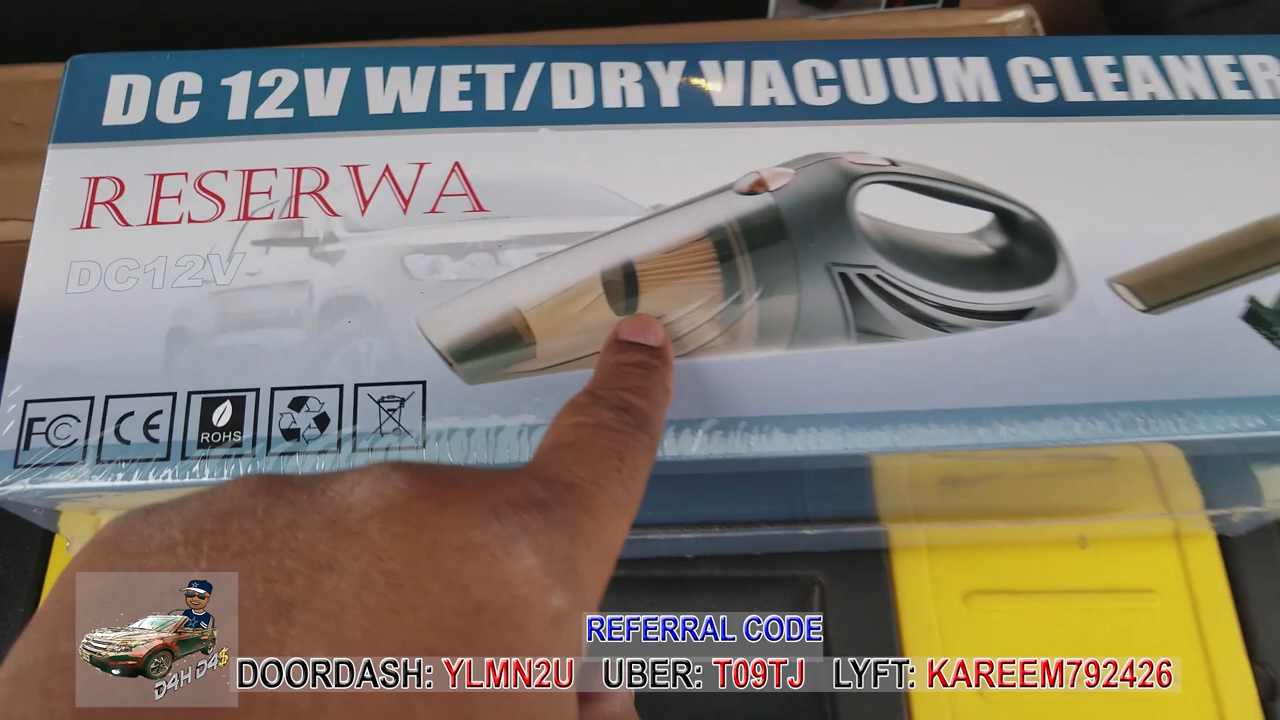 DC 12V WET/DRY VACUUM CLEANER
RESERWA
DC12V
FC CE ROHS
REFERRAL CODE
DOORDASH: YLMN2U UBER: T09TJ LYFT: KAREEM792426
D4H D4$